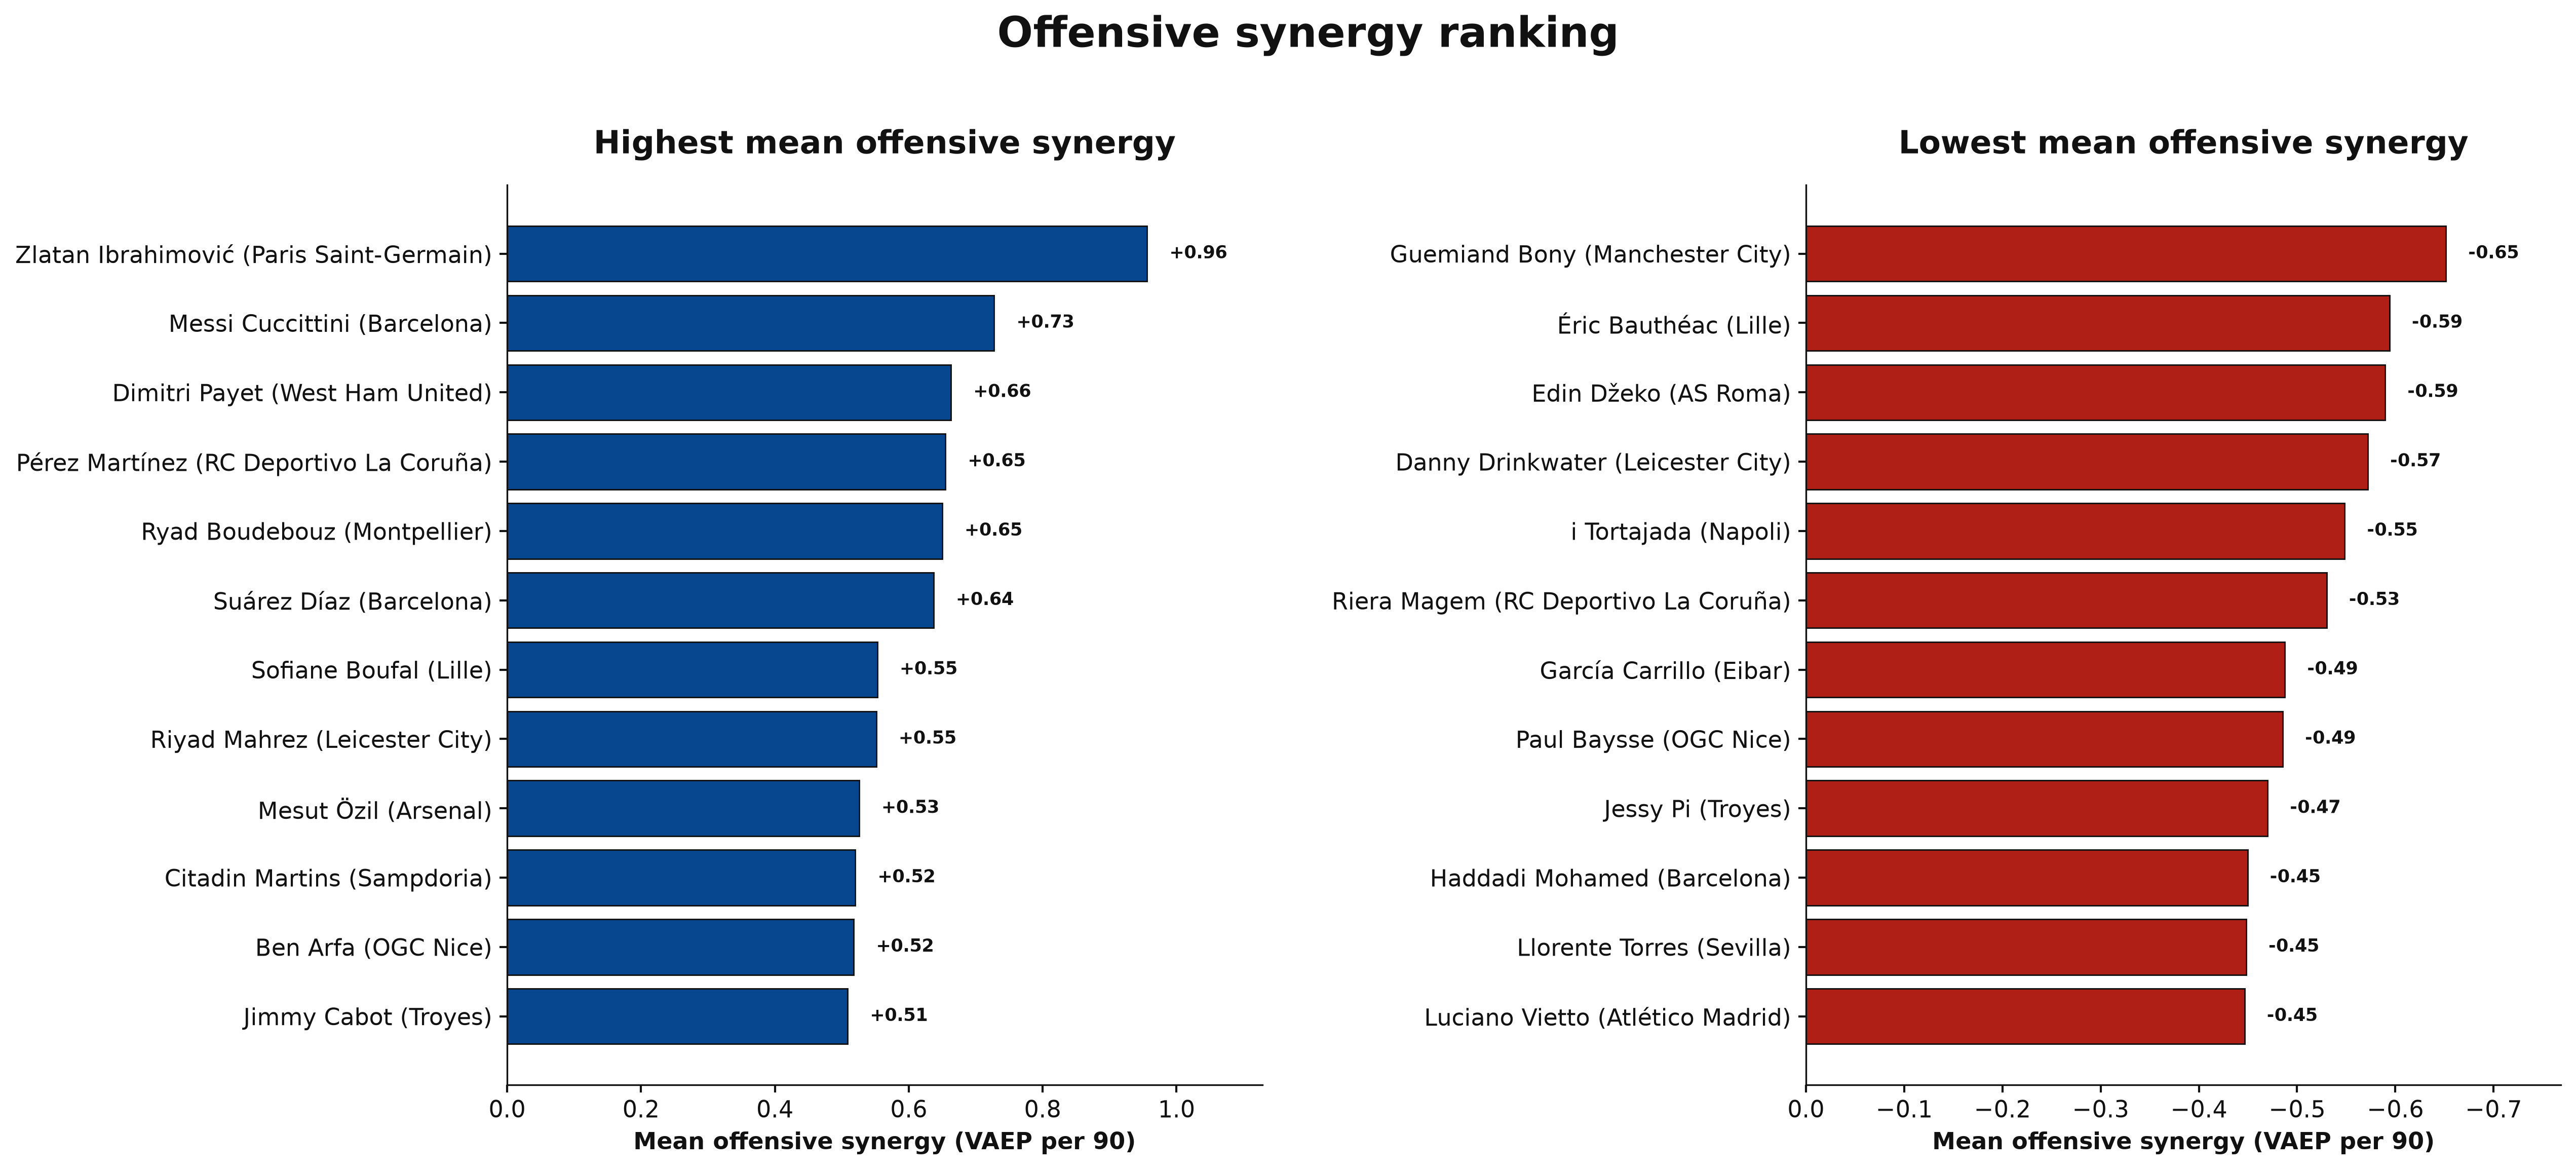 Offensive synergy ranking
Highest mean offensive synergy
Zlatan Ibrahimović (Paris Saint-Germain) +0.96
Messi Cuccittini (Barcelona) +0.73
Dimitri Payet (West Ham United) +0.66
Pérez Martínez (RC Deportivo La Coruña) +0.65
Ryad Boudebouz (Montpellier) +0.65
Suárez Díaz (Barcelona) +0.64
Sofiane Boufal (Lille) +0.55
Riyad Mahrez (Leicester City) +0.55
Mesut Özil (Arsenal) +0.53
Citadin Martins (Sampdoria) +0.52
Ben Arfa (OGC Nice) +0.52
Jimmy Cabot (Troyes) +0.51
0.0 0.2 0.4 0.6 0.8 1.0
Mean offensive synergy (VAEP per 90)
Lowest mean offensive synergy
Guemiand Bony (Manchester City) -0.65
Éric Bauthéac (Lille) -0.59
Edin Džeko (AS Roma) -0.59
Danny Drinkwater (Leicester City) -0.57
i Tortajada (Napoli) -0.55
Riera Magem (RC Deportivo La Coruña) -0.53
García Carrillo (Eibar) -0.49
Paul Baysse (OGC Nice) -0.49
Jessy Pi (Troyes) -0.47
Haddadi Mohamed (Barcelona) -0.45
Llorente Torres (Sevilla) -0.45
Luciano Vietto (Atlético Madrid) -0.45
0.0 −0.1 −0.2 −0.3 −0.4 −0.5 −0.6 −0.7
Mean offensive synergy (VAEP per 90)